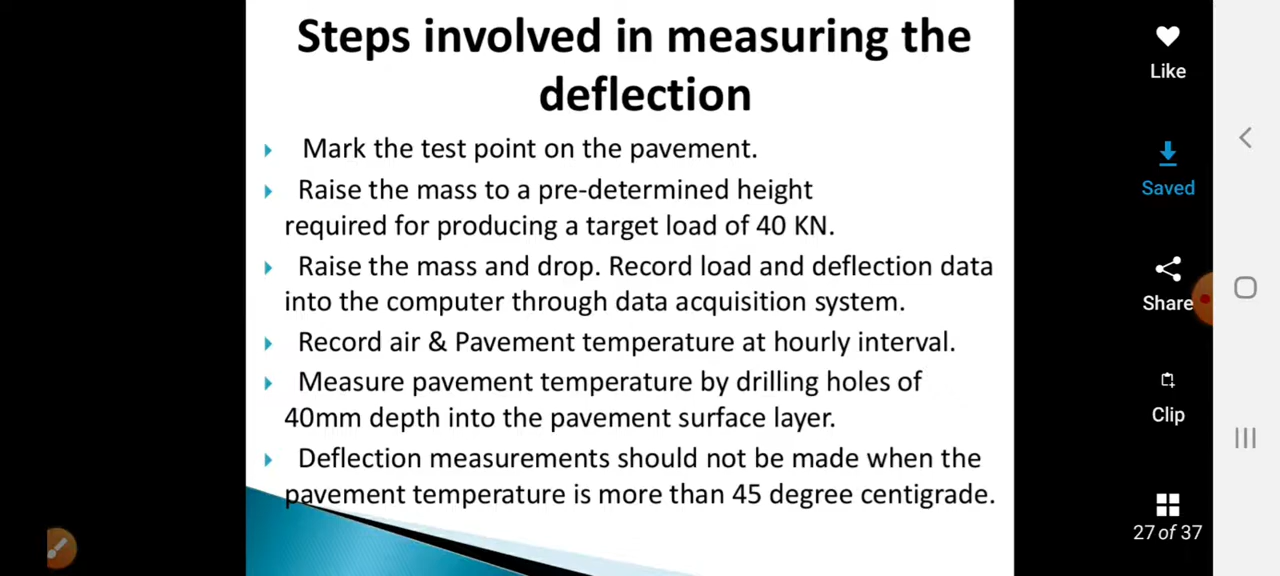 Steps involved in measuring the
deflection
Mark the test point on the pavement.
Raise the mass to a pre-determined height
required for producing a target load of 40 KN.
Raise the mass and drop. Record load and deflection data
into the computer through data acquisition system.
Record air & Pavement temperature at hourly interval.
Measure pavement temperature by drilling holes of
40mm depth into the pavement surface layer.
Deflection measurements should not be made when the
pavement temperature is more than 45 degree centigrade.
Like
Saved
Share
Clip
27 of 37